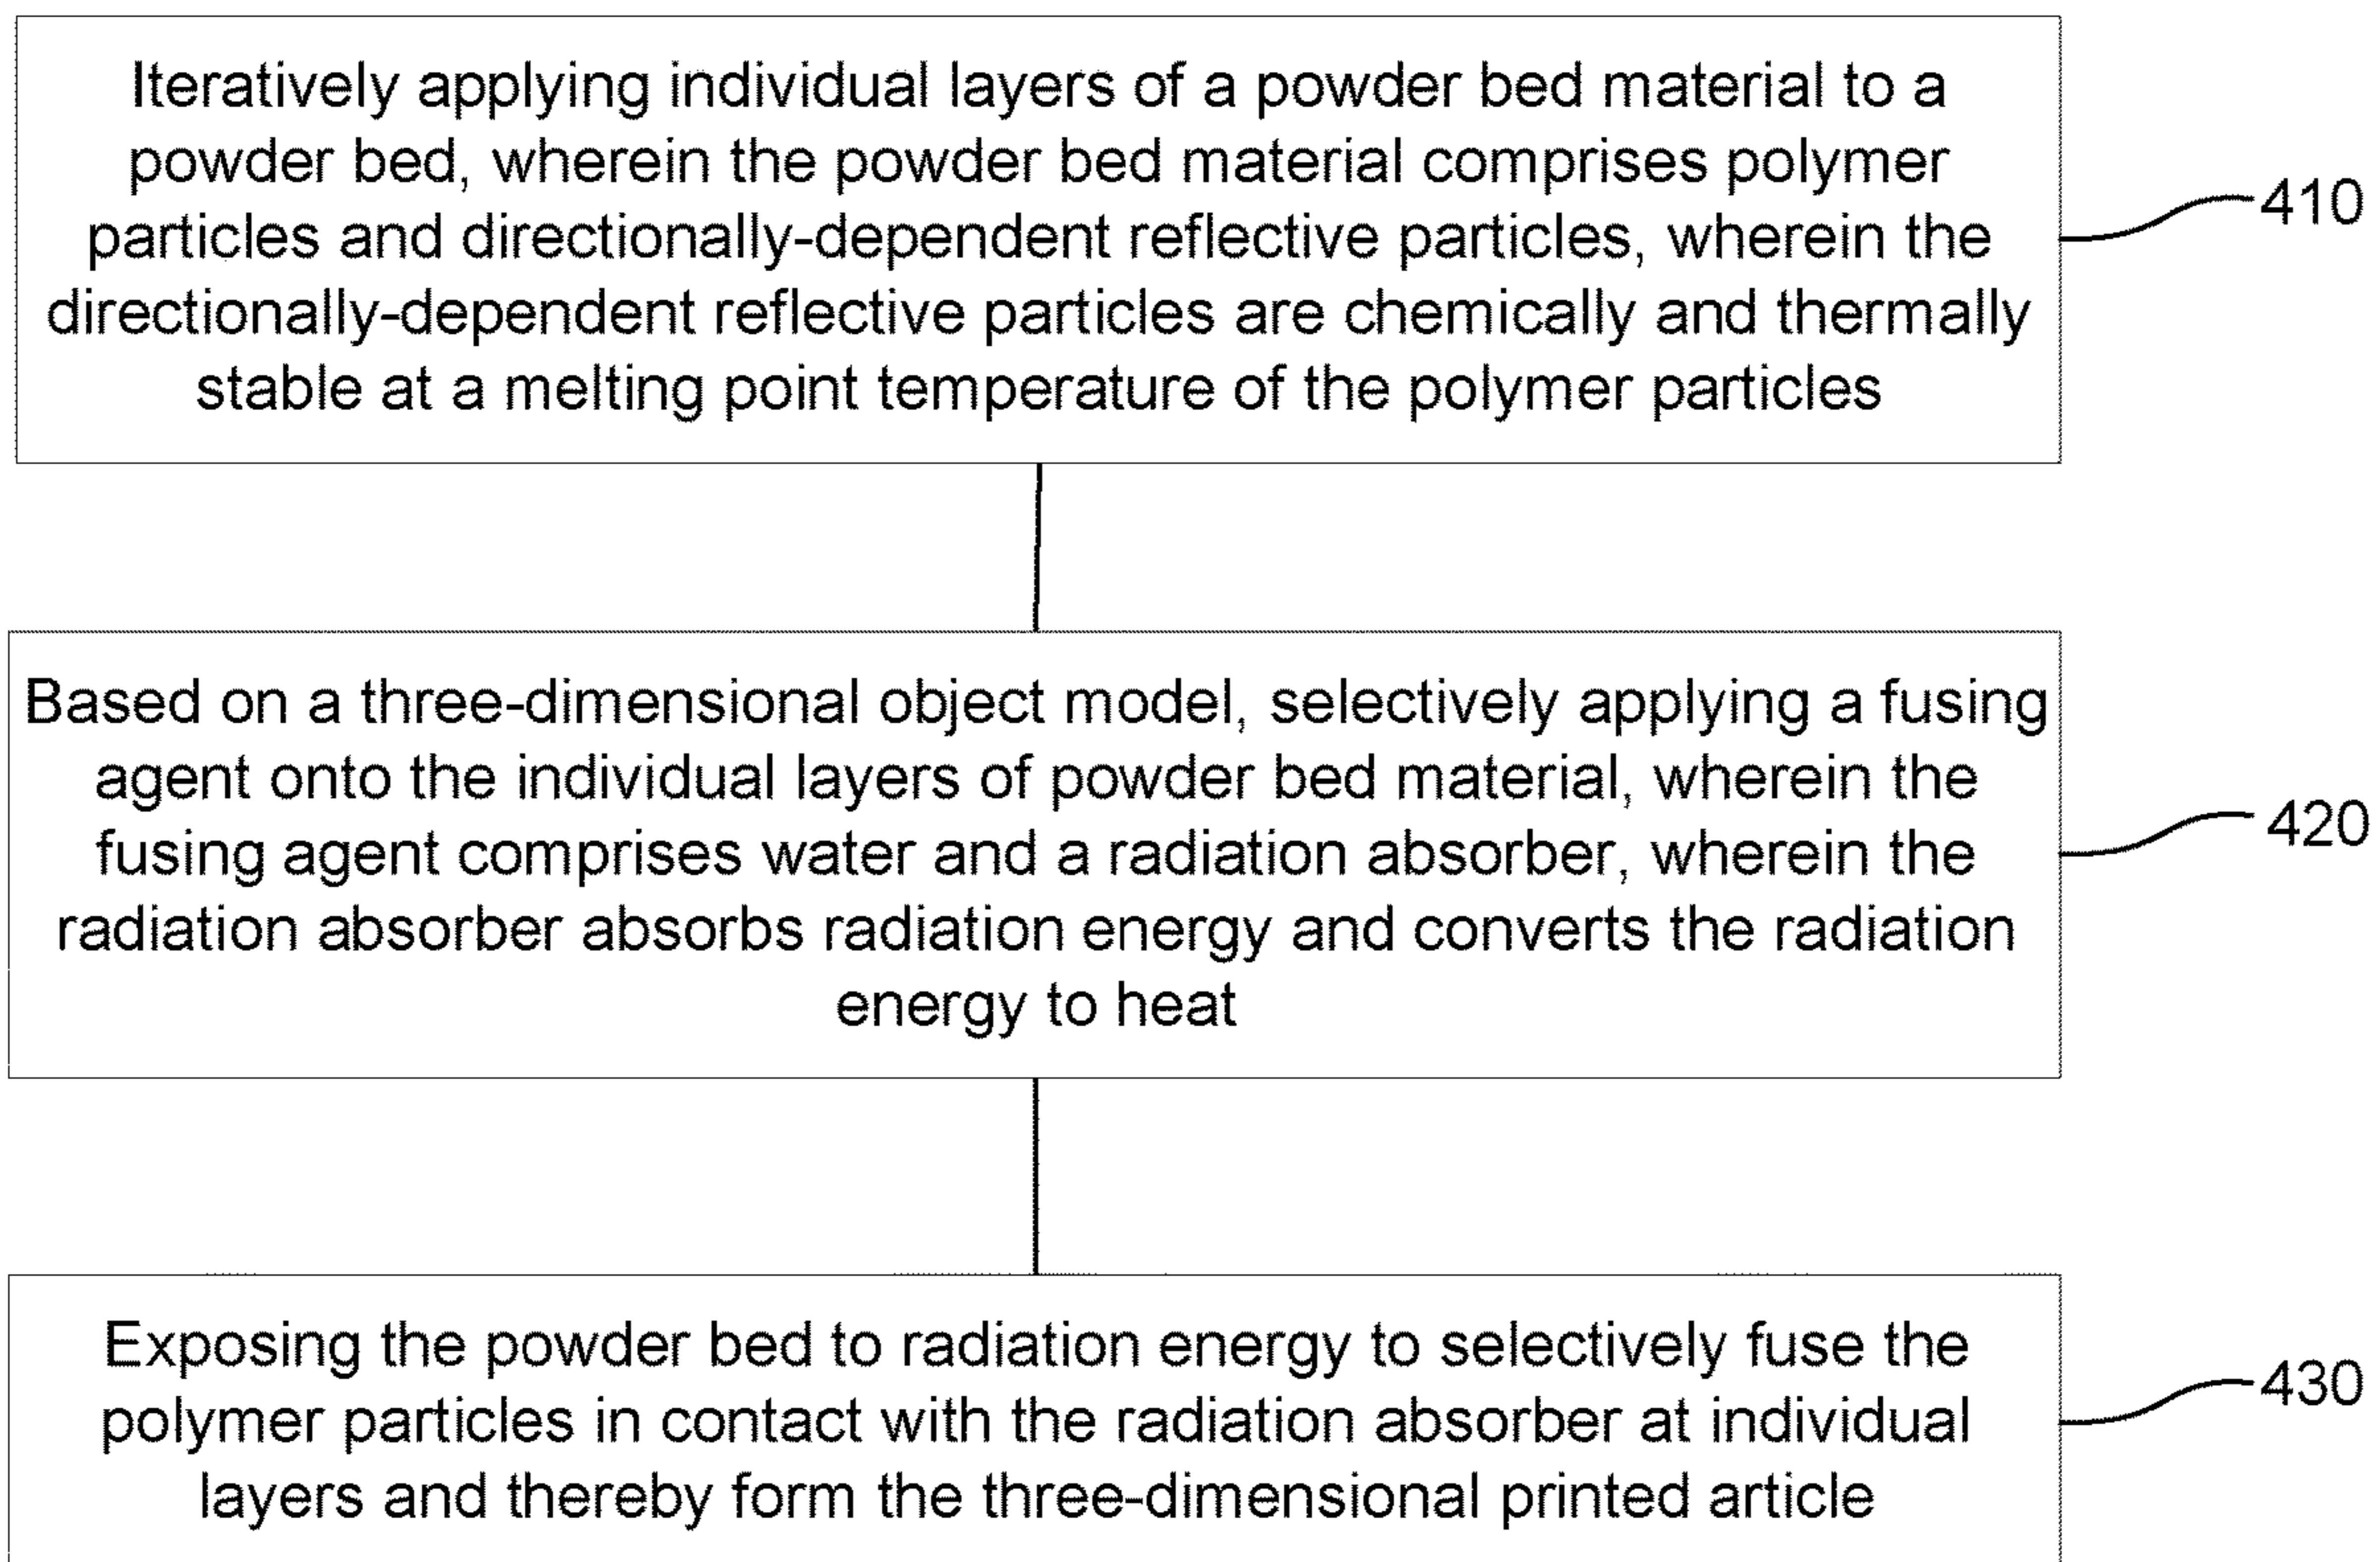 Iteratively applying individual layers of a powder bed material to a
powder bed, wherein the powder bed material comprises polymer
particles and directionally-dependent reflective particles, wherein the
directionally-dependent reflective particles are chemically and thermally
stable at a melting point temperature of the polymer particles
410
Based on a three-dimensional object model, selectively applying a fusing
agent onto the individual layers of powder bed material, wherein the
fusing agent comprises water and a radiation absorber, wherein the
radiation absorber absorbs radiation energy and converts the radiation
energy to heat
420
Exposing the powder bed to radiation energy to selectively fuse the
polymer particles in contact with the radiation absorber at individual
layers and thereby form the three-dimensional printed article
430